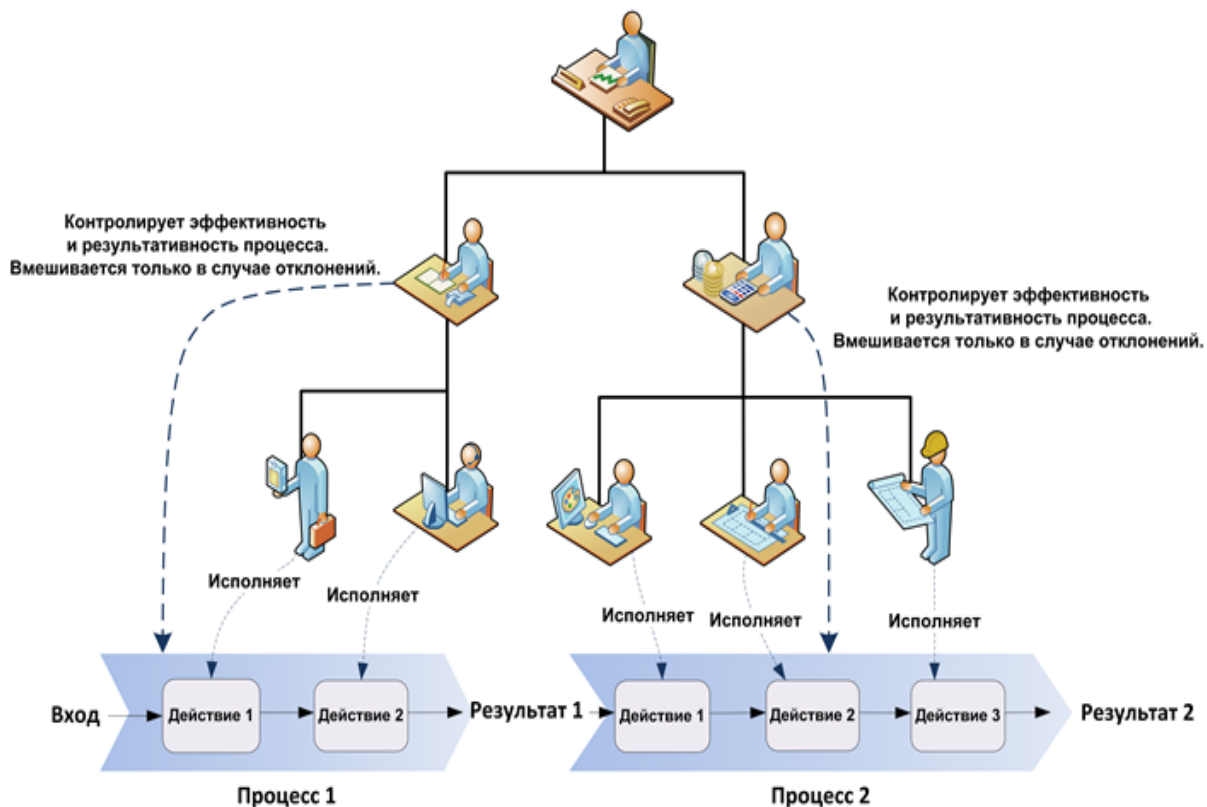 Контролирует эффективность
и результативность процесса.
Вмешивается только в случае отклонений.
Контролирует эффективность
и результативность процесса.
Вмешивается только в случае отклонений.
Исполняет
Исполняет
Исполняет
Исполняет
Исполняет
Вход
Действие 1
Действие 2
Результат 1
Действие 1
Действие 2
Действие 3
Результат 2
Процесс 1
Процесс 2